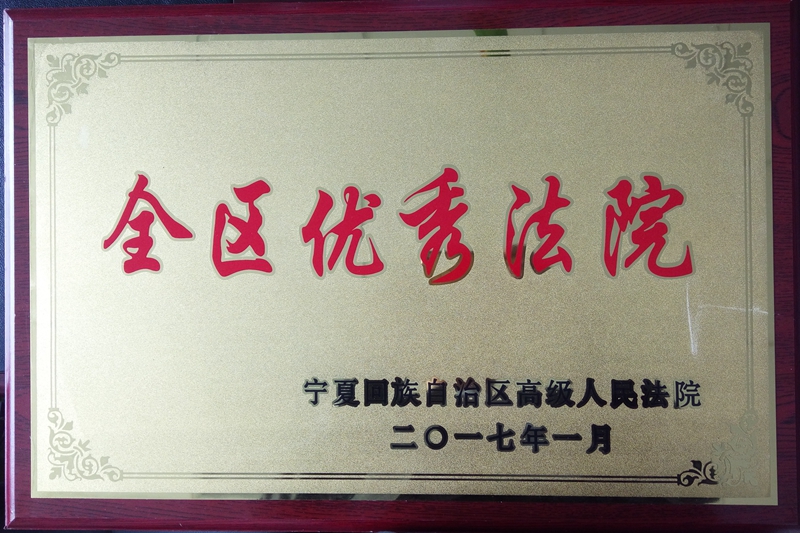 全区优秀法院
宁夏回族自治区高级人民法院
二〇一七年一月